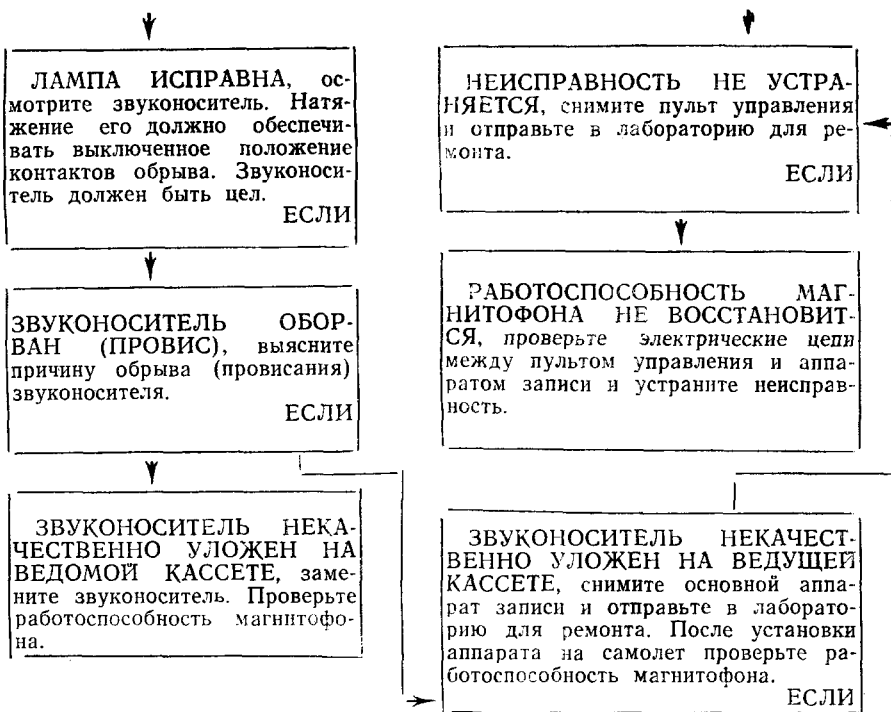 ЛАМПА ИСПРАВНА, ос-
мотрите звуконоситель. Натя-
жение его должно обеспечи-
вать выключенное положение
контактов обрыва. Звуконоси-
тель должен быть цел.
ЕСЛИ
ЗВУКОНОСИТЕЛЬ ОБОР-
ВАН (ПРОВИС), выясните
причину обрыва (провисания)
звуконосителя.
ЕСЛИ
ЗВУКОНОСИТЕЛЬ НЕКА-
ЧЕСТВЕННО УЛОЖЕН НА
ВЕДОМОЙ КАССЕТЕ, заме-
ните звуконоситель. Проверьте
работоспособность магнитофо-
на.
НЕИСПРАВНОСТЬ НЕ УСТРА-
НЯЕТСЯ, снимите пульт управления
и отправьте в лабораторию для ре-
монта.
ЕСЛИ
РАБОТОСПОСОБНОСТЬ МАГ-
НИТОФОНА НЕ ВОССТАНОВИТ-
СЯ, проверьте электрические цепи
между пультом управления и аппа-
ратом записи и устраните неисправ-
ность.
ЗВУКОНОСИТЕЛЬ НЕКАЧЕСТ-
ВЕННО УЛОЖЕН НА ВЕДУЩЕЙ
КАССЕТЕ, снимите основной аппа-
рат записи и отправьте в лаборато-
рию для ремонта. После установки
аппарата на самолет проверьте ра-
ботоспособность магнитофона.
ЕСЛИ